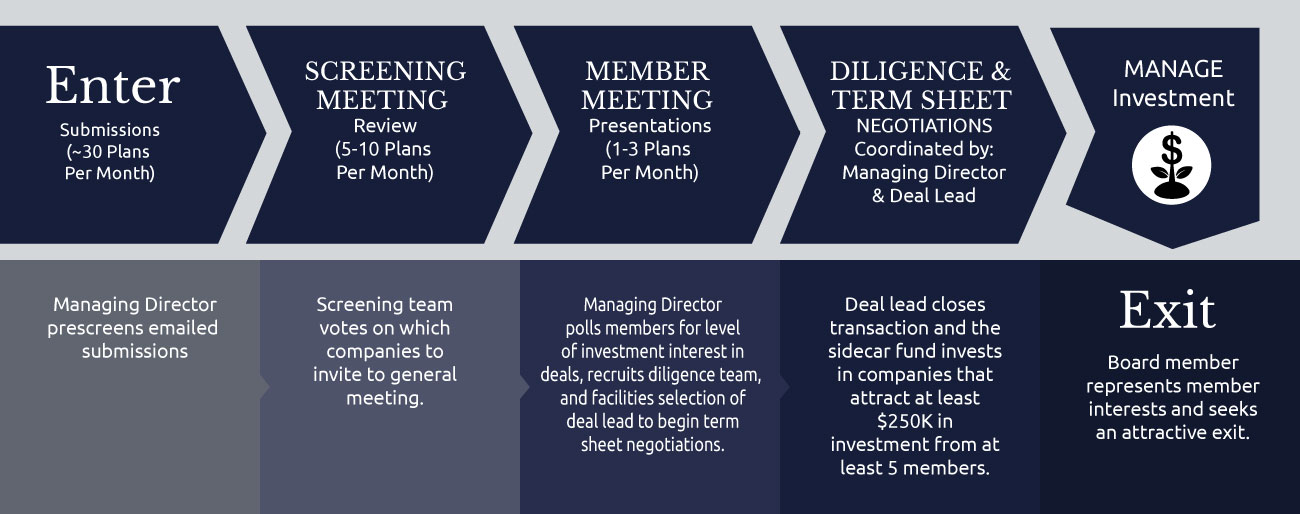 Enter
Submissions
(~30 Plans
Per Month)
SCREENING
MEETING
Review
(5-10 Plans
Per Month)
MEMBER
MEETING
Presentations
(1-3 Plans
Per Month)
DILIGENCE &
TERM SHEET
NEGOTIATIONS
Coordinated by:
Managing Director
& Deal Lead
MANAGE
Investment
$
Managing Director
prescreens emailed
submissions
Screening team
votes on which
companies to
invite to general
meeting.
Managing Director
polls members for level
of investment interest in
deals, recruits diligence team,
and facilities selection of
deal lead to begin term
sheet negotiations.
Deal lead closes
transaction and the
sidecar fund invests
in companies that
attract at least
$250K in
investment from at
least 5 members.
Exit
Board member
represents member
interests and seeks
an attractive exit.